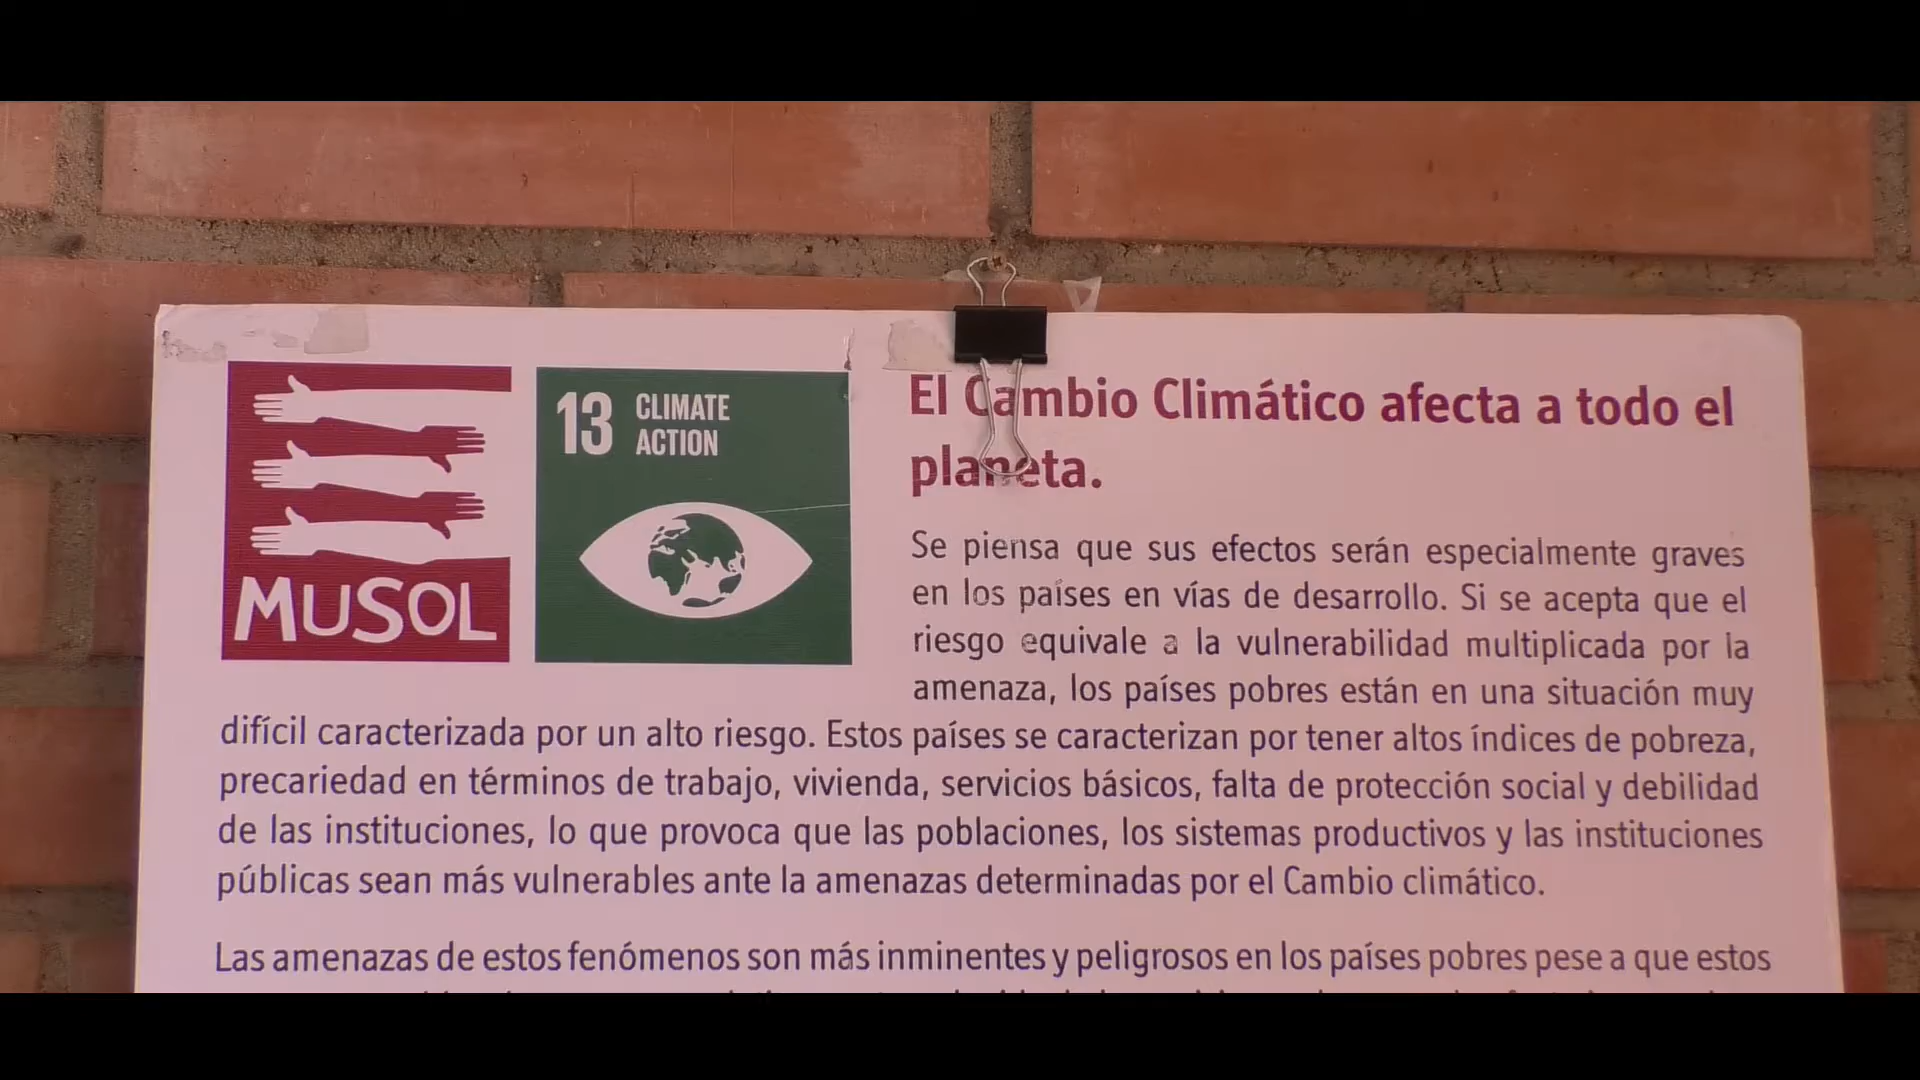 MUSOL
13 CLIMATE
ACTION
El Cambio Climático afecta a todo el
planeta.
Se piensa que sus efectos serán especialmente graves
en los países en vías de desarrollo. Si se acepta que el
riesgo equivale a la vulnerabilidad multiplicada por la
amenaza, los países pobres están en una situación muy
difícil caracterizada por un alto riesgo. Estos países se caracterizan por tener altos índices de pobreza,
precariedad en términos de trabajo, vivienda, servicios básicos, falta de protección social y debilidad
de las instituciones, lo que provoca que las poblaciones, los sistemas productivos y las instituciones
públicas sean más vulnerables ante la amenazas determinadas por el Cambio climático.
Las amenazas de estos fenómenos son más inminentes y peligrosos en los países pobres pese a que estos